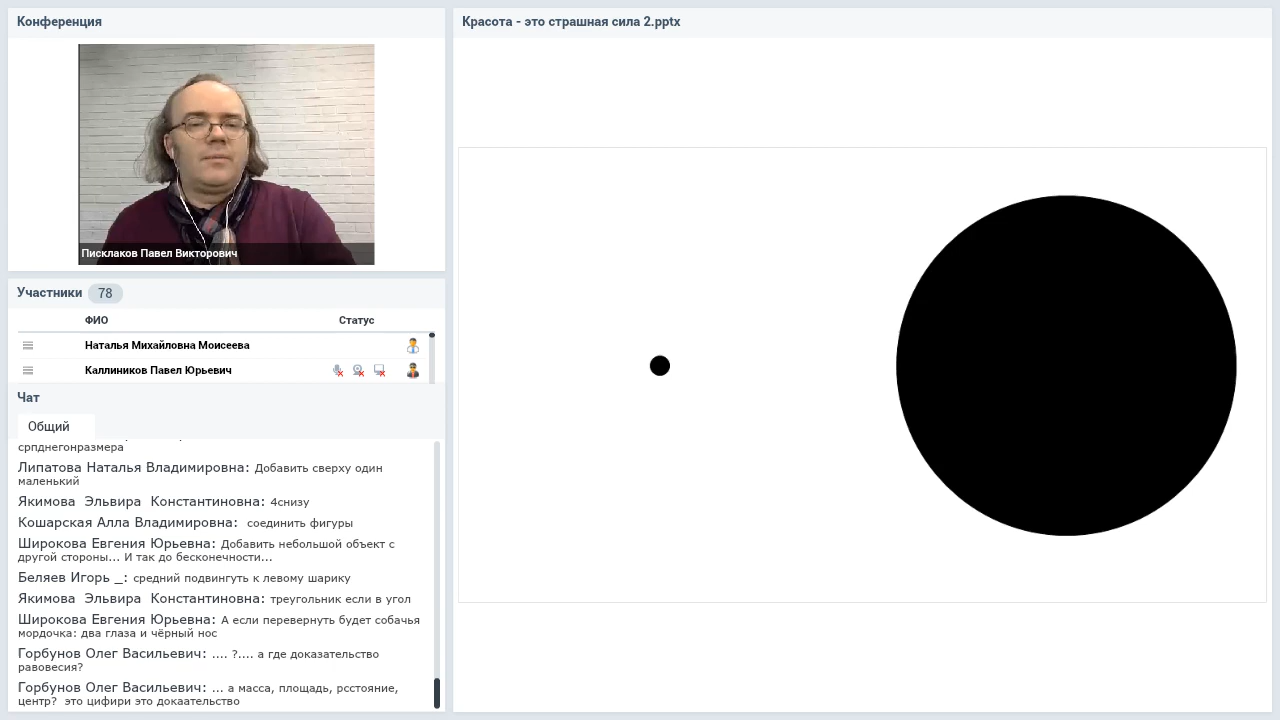 Конференция
Писклаков Павел Викторович
Участники 78
ФИО Статус
Наталья Михайловна Моисеева
Каллиников Павел Юрьевич
Чат
Общий
српднегонразмера
Липатова Наталья Владимировна: Добавить сверху один
маленький
Якимова Эльвира Константиновна: 4снизу
Кошарская Алла Владимировна: соединить фигуры
Широкова Евгения Юрьевна: Добавить небольшой объект с
другой стороны... И так до бесконечности...
Беляев Игорь _: средний подвингуть к левому шарику
Якимова Эльвира Константиновна: треугольник если в угол
Широкова Евгения Юрьевна: А если перевернуть будет собачья
мордочка: два глаза и чёрный нос
Горбунов Олег Васильевич: .... ?.... а где доказательство
равовесия?
Горбунов Олег Васильевич: ... а масса, площадь, рсстояние,
центр? это цифири это докаательство
Красота - это страшная сила 2.pptx